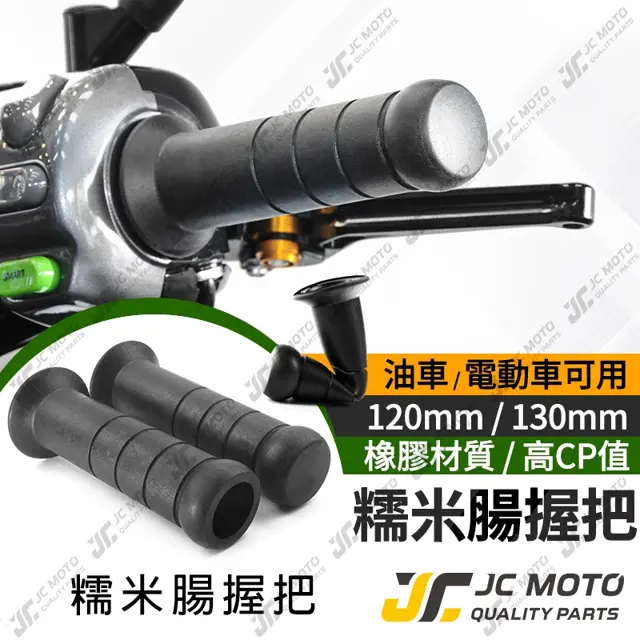 油車/電動車可用
120mm / 130mm
橡膠材質 / 高CP值
糯米腸握把
糯米腸握把
JC MOTO
QUALITY PARTS